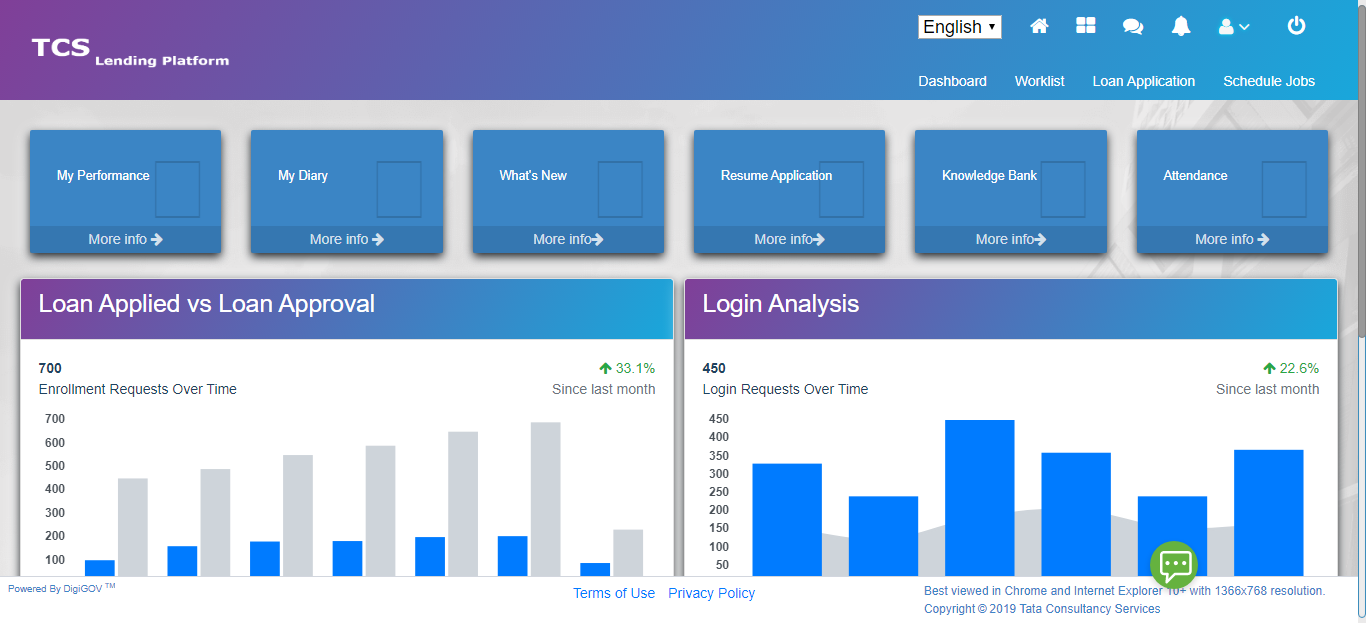 English
TCS Lending Platform
Dashboard Worklist Loan Application Schedule Jobs
My Performance
More info
My Diary
More info
What's New
More info
Resume Application
More info
Knowledge Bank
More info
Attendance
More info
Loan Applied vs Loan Approval
700
33.1%
Enrollment Requests Over Time
Since last month
700
600
500
400
300
200
100
Login Analysis
450
22.6%
Login Requests Over Time
Since last month
450
400
350
300
250
200
150
100
50
Powered By DigiGOV TM
Terms of Use Privacy Policy
Best viewed in Chrome and Internet Explorer 10+ with 1366x768 resolution.
Copyright © 2019 Tata Consultancy Services